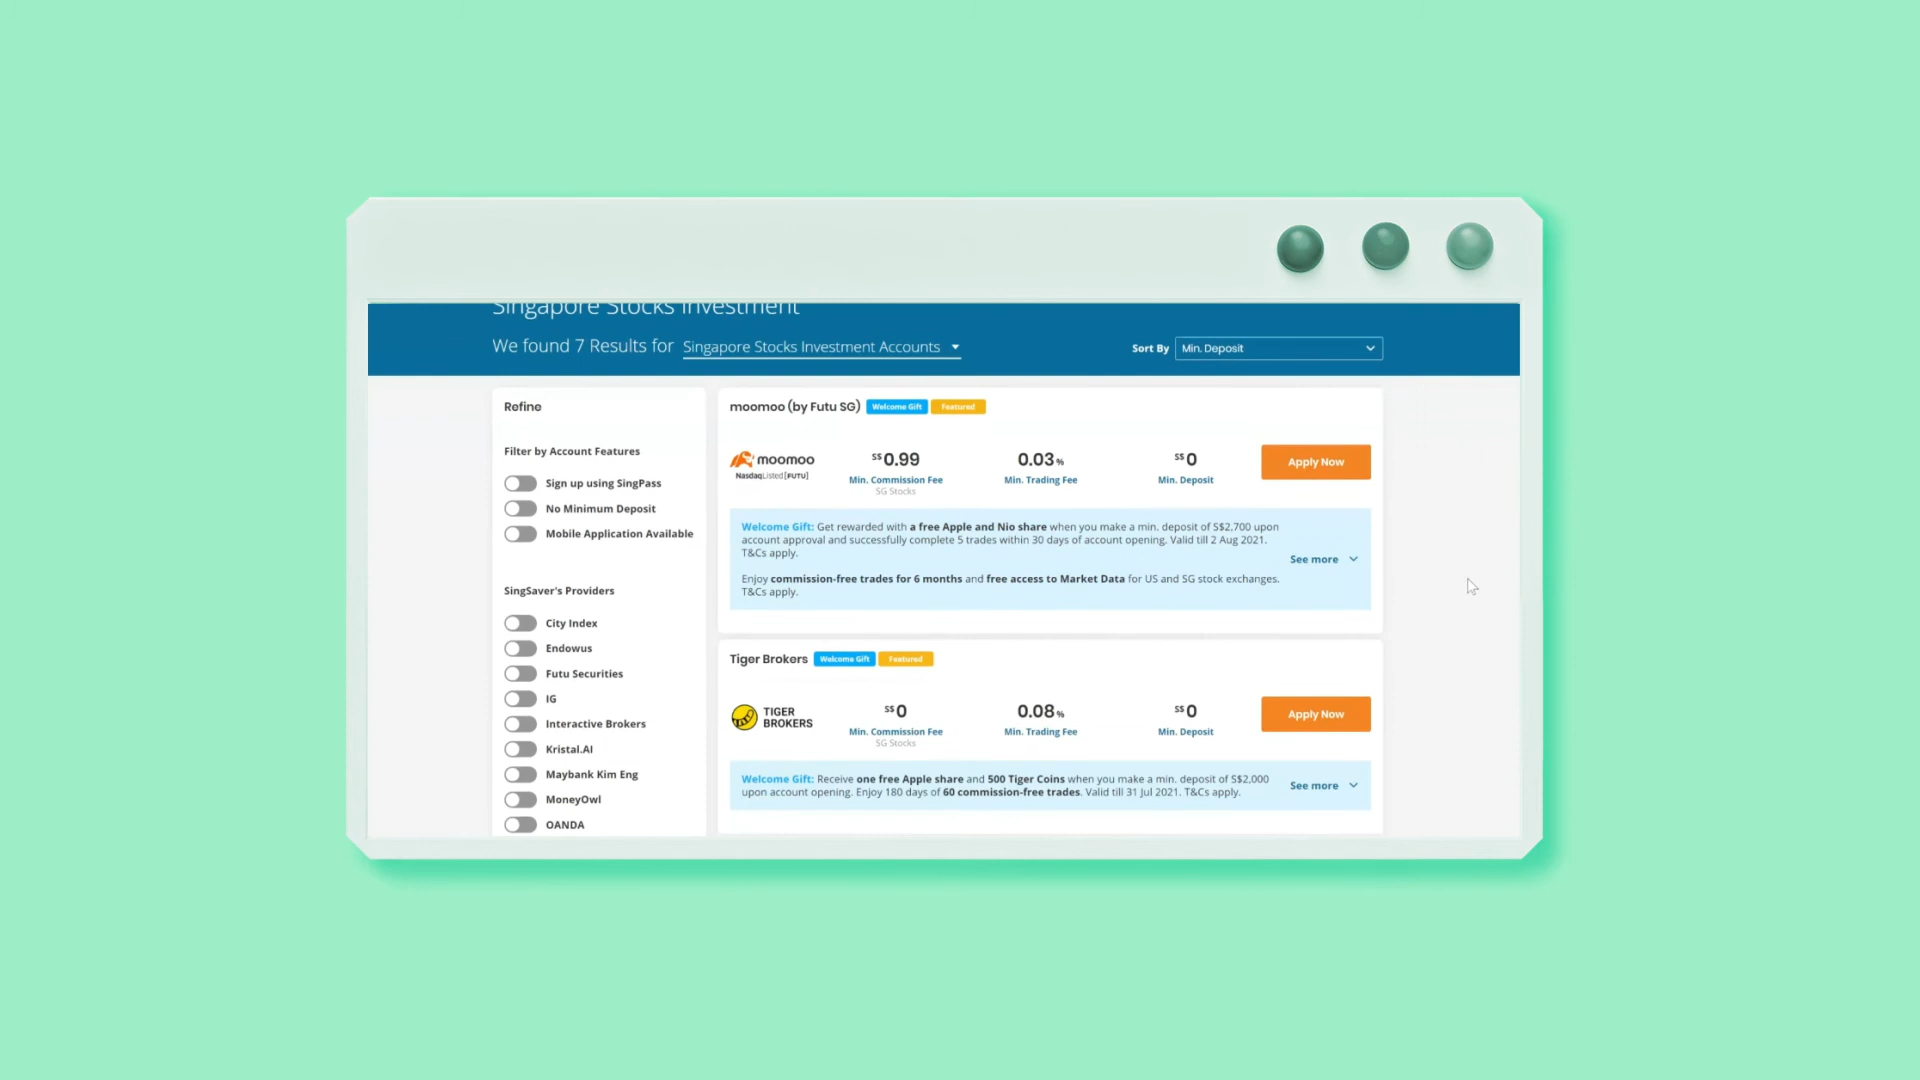 Singapore Stocks Investment
We found 7 Results for Singapore Stocks Investment Accounts
Sort By Min. Deposit
Refine
Filter by Account Features
Sign up using SingPass
No Minimum Deposit
Mobile Application Available
SingSaver's Providers
City Index
Endowus
Futu Securities
IG
Interactive Brokers
Kristal.AI
Maybank Kim Eng
MoneyOwl
OANDA
moomoo (by Futu SG) Welcome Gift Featured
moomoo
NasdaqListed[FUTU]
S$0.99
Min. Commission Fee
SG Stocks
0.03%
Min. Trading Fee
S$0
Min. Deposit
Apply Now
Welcome Gift: Get rewarded with a free Apple and Nio share when you make a min. deposit of S$2,700 upon
account approval and successfully complete 5 trades within 30 days of account opening. Valid till 2 Aug 2021.
T&Cs apply.
Enjoy commission-free trades for 6 months and free access to Market Data for US and SG stock exchanges.
T&Cs apply.
See more
Tiger Brokers Welcome Gift Featured
TIGER
BROKERS
S$0
Min. Commission Fee
SG Stocks
0.08%
Min. Trading Fee
S$0
Min. Deposit
Apply Now
Welcome Gift: Receive one free Apple share and 500 Tiger Coins when you make a min. deposit of S$2,000
upon account opening. Enjoy 180 days of 60 commission-free trades. Valid till 31 Jul 2021. T&Cs apply.
See more